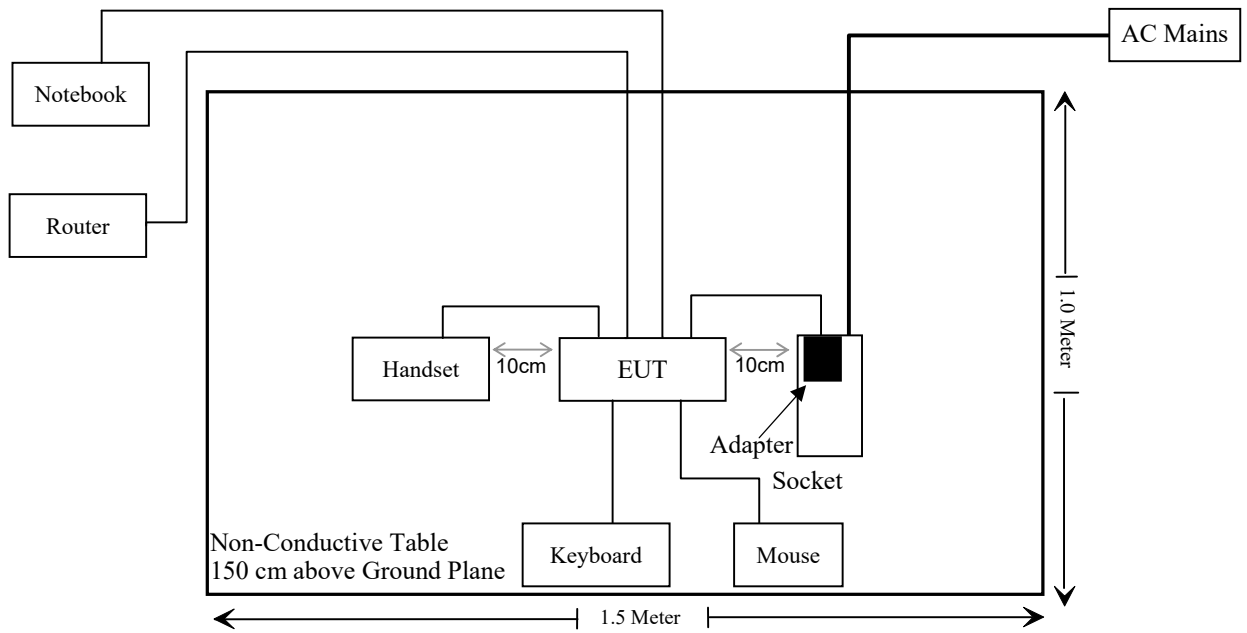 AC Mains
Notebook
Router
1.0 Meter
Handset
10cm
EUT
10cm
Adapter
Socket
Non-Conductive Table
150 cm above Ground Plane
Keyboard
Mouse
1.5 Meter